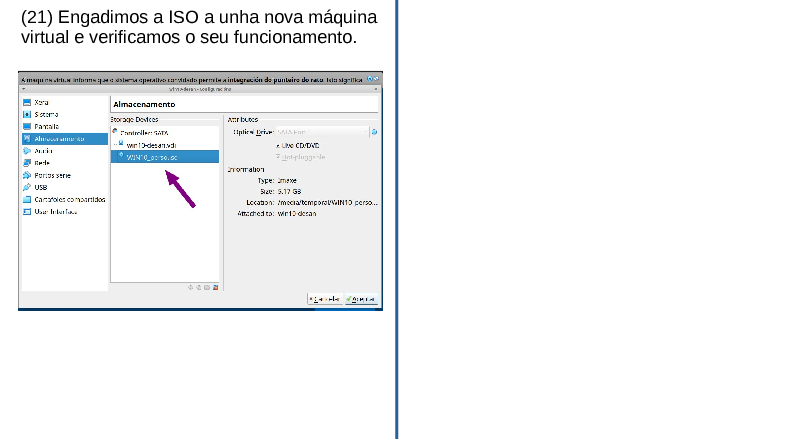 (21) Engadimos a ISO a unha nova máquina
virtual e verificamos o seu funcionamento.
A máquina virtual informa que o sistema operativo convidado permite a integración do punteiro do rato. Isto significa
win10-desan - Configuracións
Xeral
Sistema
Pantalla
Almacenamento
Audio
Rede
Portos serie
USB
Cartafoles compartidos
User Interface
Almacenamento
Storage Devices
Controller: SATA
win10-desan.vdi
WIN10_perso.iso
Attributes
Optical Drive: SATA Port
Live CD/DVD
Hot-pluggable
Information
Type: Imaxe
Size: 5.17 GB
Location: /media/temporal/WIN10_perso...
Attached to: win10-desan
Cancelar Aceptar